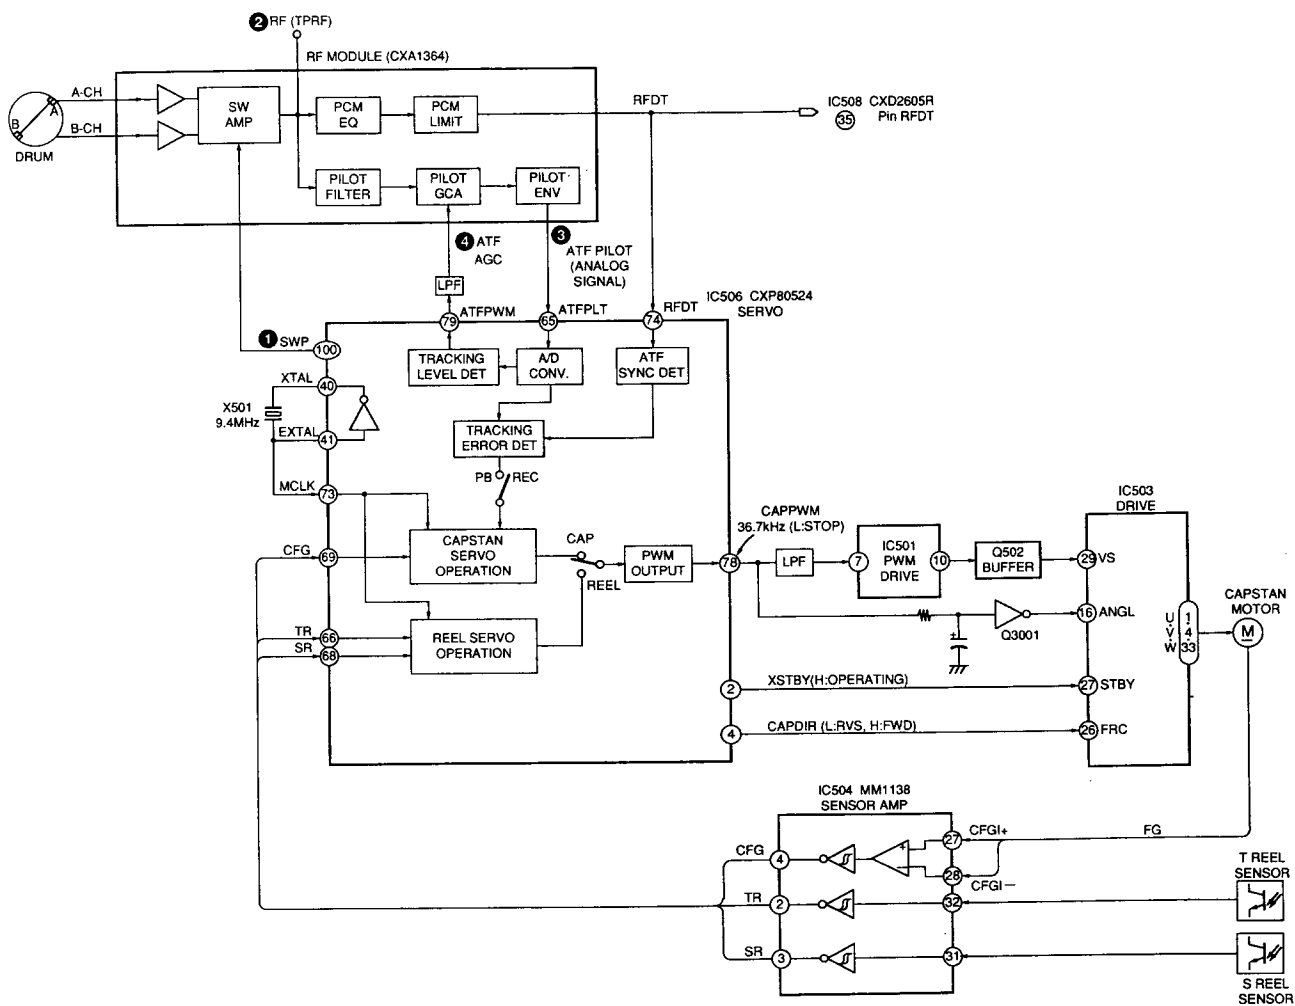 2 RF (TPRF)
RF MODULE (CXA1364)
A-CH
B-CH
A
B
DRUM
SW
AMP
PCM
EQ
PCM
LIMIT
RFDT
IC508 CXD2605R
35 Pin RFDT
PILOT
FILTER
PILOT
GCA
PILOT
ENV
4 ATF
AGC
3
ATF PILOT
(ANALOG
SIGNAL)
LPF
IC506 CXP80524
SERVO
ATFPWM
79
ATFPLT
65
RFDT
74
1 SWP
100
TRACKING
LEVEL DET
A/D
CONV.
ATF
SYNC DET
XTAL
40
X501
9.4MHz
EXTAL
41
TRACKING
ERROR DET
PB
REC
MCLK
73
CFG
69
CAPSTAN
SERVO
OPERATION
CAP
REEL
PWM
OUTPUT
78
CAPPWM
36.7kHz (L:STOP)
LPF
7
IC501
PWM
DRIVE
10
Q502
BUFFER
IC503
DRIVE
29 VS
16 ANGL
Q3001
+
U·V·W
1·4·33
CAPSTAN
MOTOR
M
TR
66
SR
68
REEL SERVO
OPERATION
2
XSTBY(H:OPERATING)
27 STBY
4
CAPDIR (L:RVS, H:FWD)
26 FRC
IC504 MM1138
SENSOR AMP
CFG
4
+
−
27
CFGI+
FG
28
CFGI−
TR
2
32
T REEL
SENSOR
SR
3
31
S REEL
SENSOR